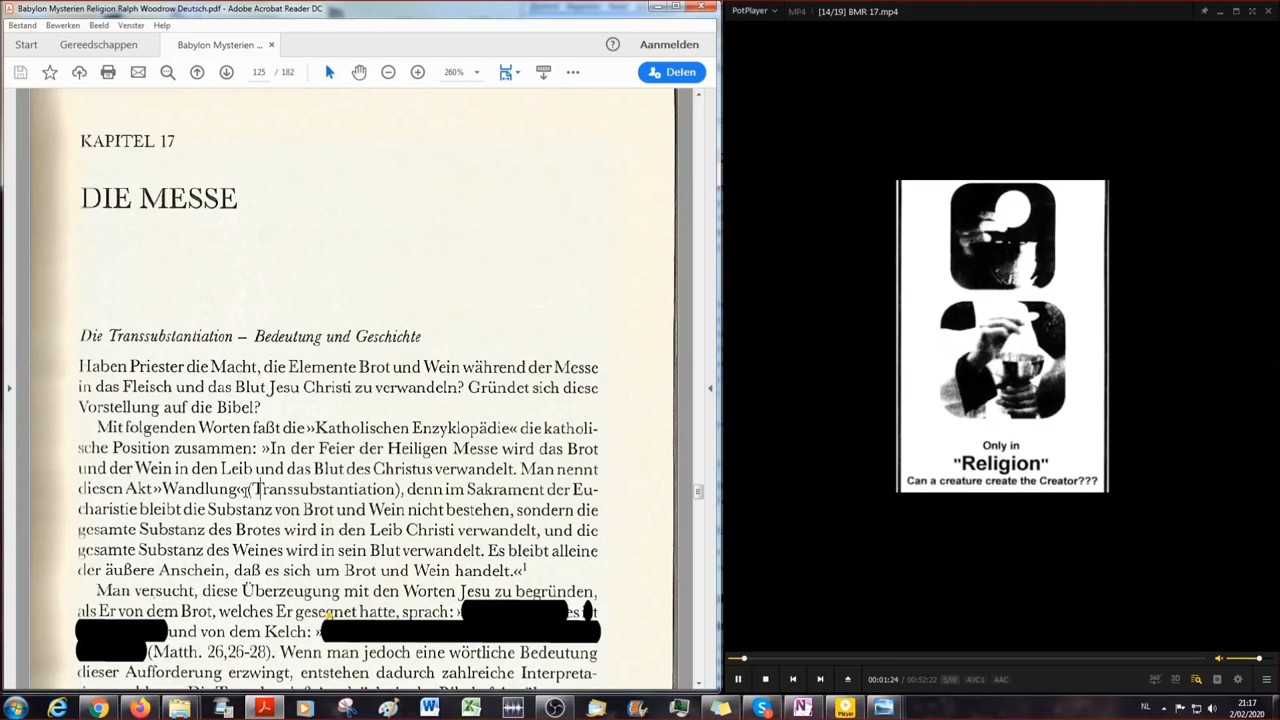 Babylon Mysterien Religion Ralph Woodrow Deutsch.pdf - Adobe Acrobat Reader DC
Bestand Bewerken Beeld Venster Help
Start Gereedschappen Babylon Mysterien ... × Aanmelden
125 / 182 260% Delen
KAPITEL 17
DIE MESSE
Die Transsubstantiation – Bedeutung und Geschichte
Haben Priester die Macht, die Elemente Brot und Wein während der Messe
in das Fleisch und das Blut Jesu Christi zu verwandeln? Gründet sich diese
Vorstellung auf die Bibel?
Mit folgenden Worten faßt die »Katholischen Enzyklopädie« die katholi-
sche Position zusammen: »In der Feier der Heiligen Messe wird das Brot
und der Wein in den Leib und das Blut des Christus verwandelt. Man nennt
diesen Akt »Wandlung« (Transsubstantiation), denn im Sakrament der Eu-
charistie bleibt die Substanz von Brot und Wein nicht bestehen, sondern die
gesamte Substanz des Brotes wird in den Leib Christi verwandelt, und die
gesamte Substanz des Weines wird in sein Blut verwandelt. Es bleibt alleine
der äußere Anschein, daß es sich um Brot und Wein handelt.«1
Man versucht, diese Überzeugung mit den Worten Jesu zu begründen,
als Er von dem Brot, welches Er gesegnet hatte, sprach: »
und von dem Kelch: »
(Matth. 26,26-28). Wenn man jedoch eine wörtliche Bedeutung
dieser Aufforderung erzwingt, entstehen dadurch zahlreiche Interpreta-
PotPlayer MP4 [14/19] BMR 17.mp4
Only in
"Religion"
Can a creature create the Creator???
00:01:24 / 00:52:22 S/W AVC1 AAC
360° 3D
NL 21:17
2/02/2020